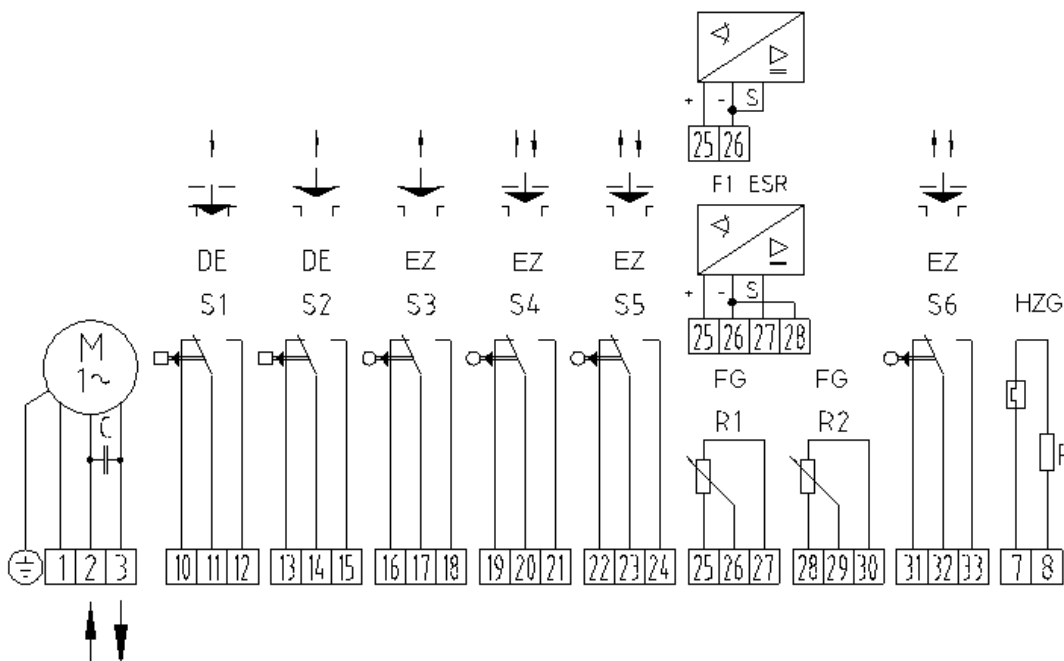 + - S
25 26
F1 ESR
DE DE EZ EZ EZ EZ
S1 S2 S3 S4 S5 S6 HZG
+ - S
25 26 27 28
M
1~
C
FG FG
R1 R2
1 2 3 10 11 12 13 14 15 16 17 18 19 20 21 22 23 24 25 26 27 28 29 30 31 32 33 7 8